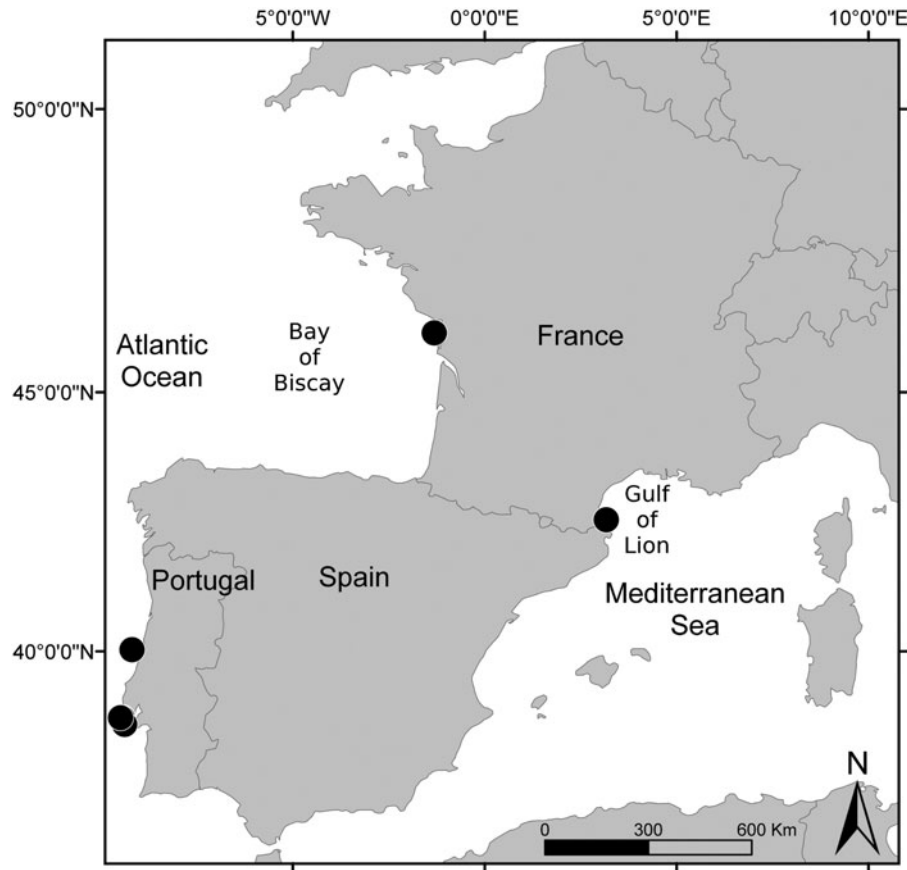 5°0'0"W 0°0'0"E 5°0'0"E 10°0'0"E
50°0'0"N
Atlantic
Ocean
Bay
of
Biscay
France
45°0'0"N
Gulf
of
Lion
Portugal
Spain
Mediterranean
Sea
40°0'0"N
N
0 300 600 Km